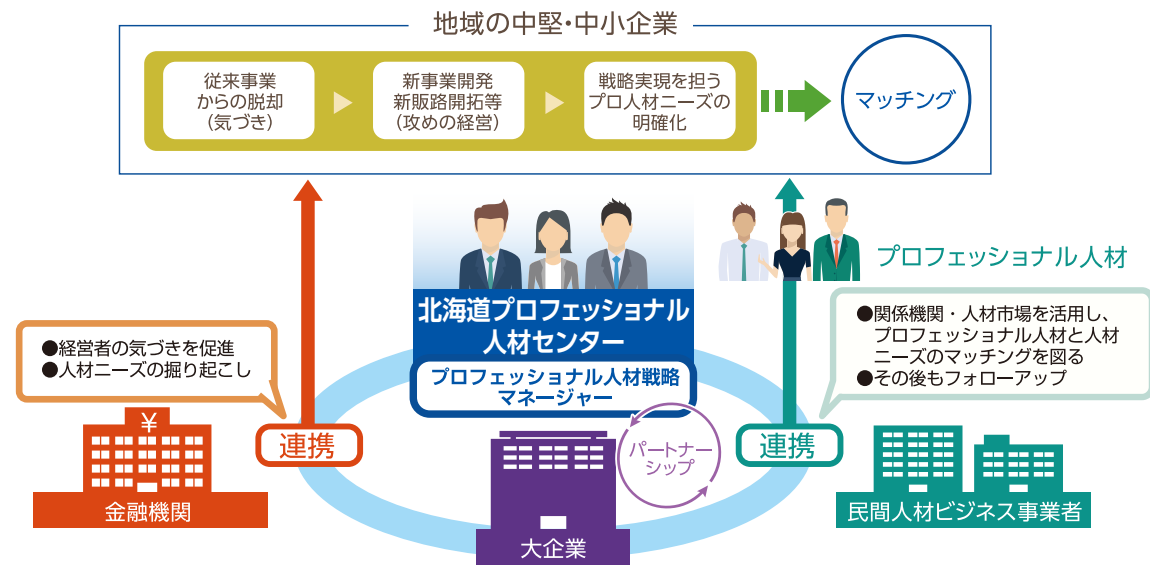 地域の中堅・中小企業
従来事業
からの脱却
（気づき）
新事業開発
新販路開拓等
（攻めの経営）
戦略実現を担う
プロ人材ニーズの
明確化
マッチング
プロフェッショナル人材
北海道プロフェッショナル
人材センター
プロフェッショナル人材戦略
マネージャー
●経営者の気づきを促進
●人材ニーズの掘り起こし
●関係機関・人材市場を活用し、
プロフェッショナル人材と人材
ニーズのマッチングを図る
●その後もフォローアップ
¥
連携
パートナー
シップ
連携
金融機関
大企業
民間人材ビジネス事業者